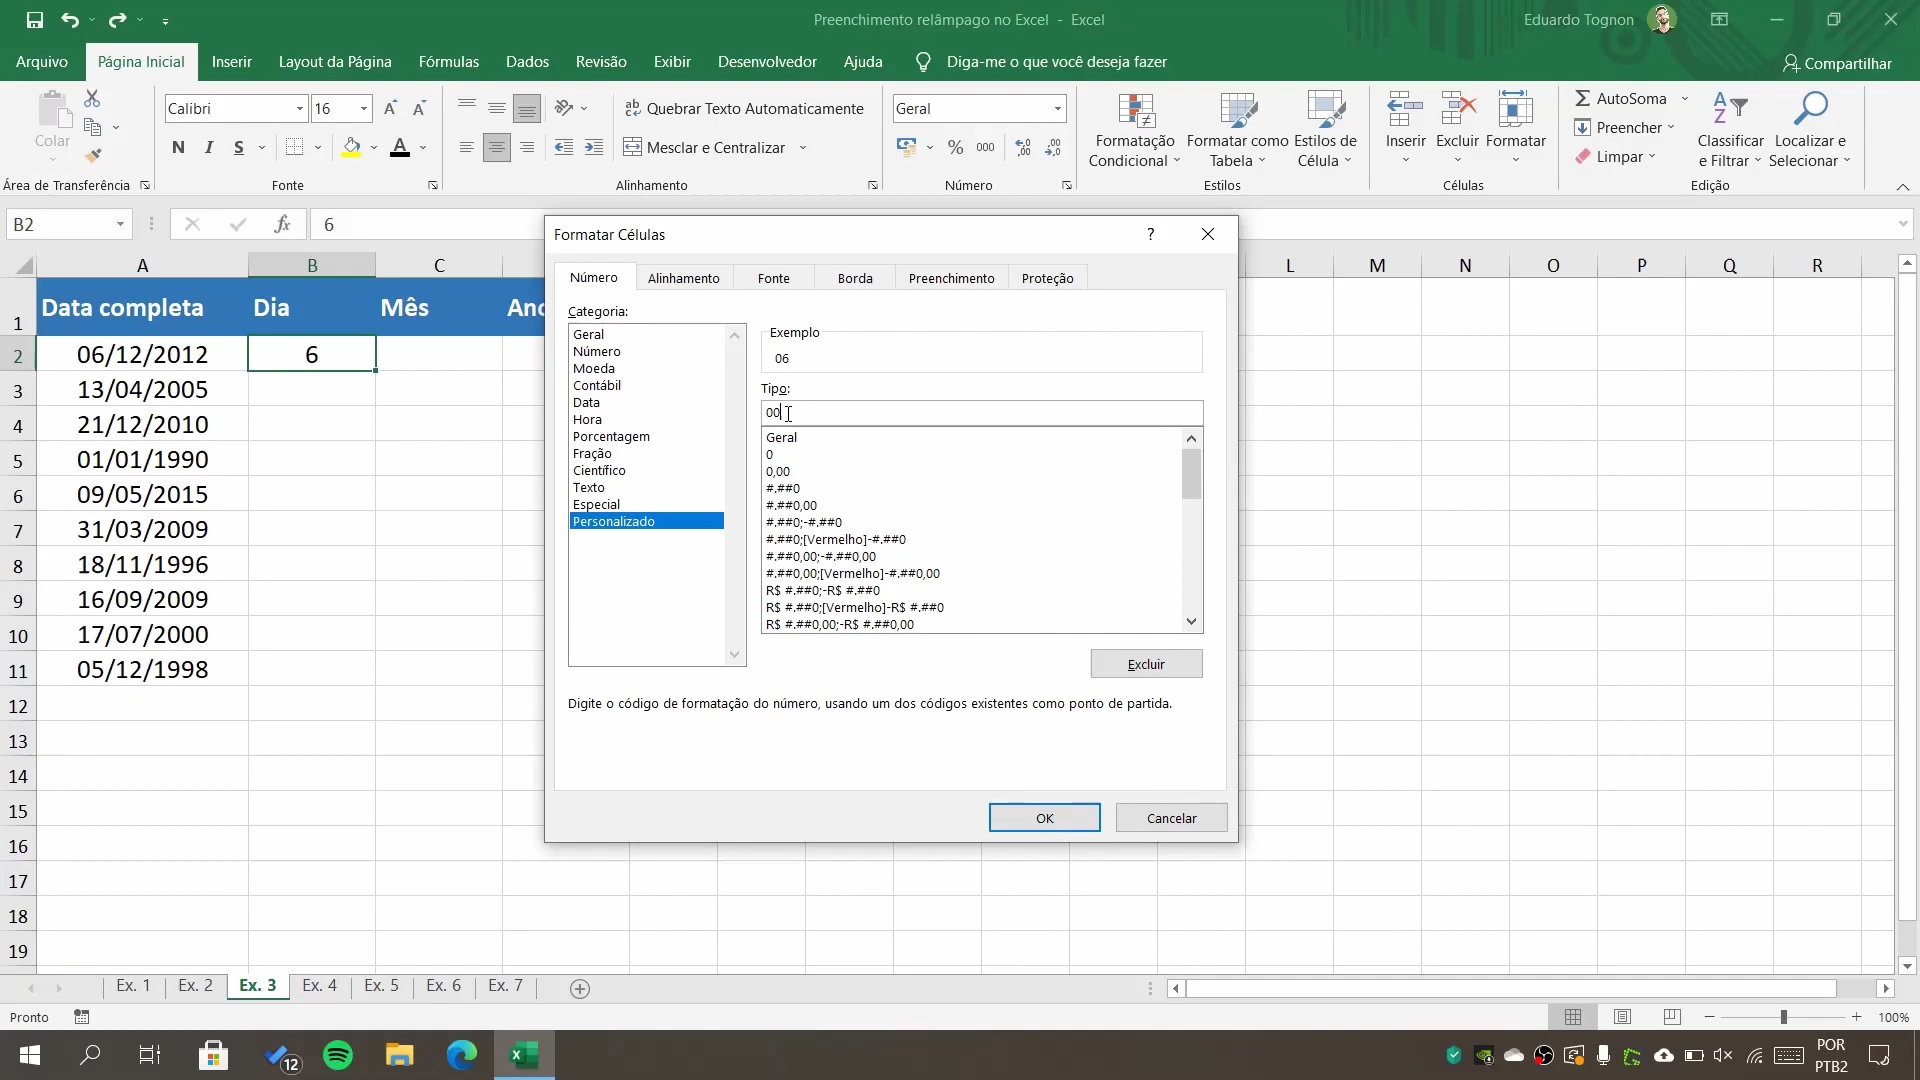 Preenchimento relâmpago no Excel - Excel
Eduardo Tognon
Arquivo Página Inicial Inserir Layout da Página Fórmulas Dados Revisão Exibir Desenvolvedor Ajuda Diga-me o que você deseja fazer Compartilhar
Colar
Calibri 16
N I S
Quebrar Texto Automaticamente
Mesclar e Centralizar
Geral
% 000
Formatação Condicional
Formatar como Tabela
Estilos de Célula
Inserir Excluir Formatar
AutoSoma
Preencher
Limpar
Classificar e Filtrar
Localizar e Selecionar
Área de Transferência Fonte Alinhamento Número Estilos Células Edição
B2 fx 6
A B C L M N O P Q R
1 Data completa Dia Mês Ano
2 06/12/2012 6
3 13/04/2005
4 21/12/2010
5 01/01/1990
6 09/05/2015
7 31/03/2009
8 18/11/1996
9 16/09/2009
10 17/07/2000
11 05/12/1998
12
13
14
15
16
17
18
19
Formatar Células ?
Número Alinhamento Fonte Borda Preenchimento Proteção
Categoria:
Geral
Número
Moeda
Contábil
Data
Hora
Porcentagem
Fração
Científico
Texto
Especial
Personalizado
Exemplo
06
Tipo:
00
Geral
0
0,00
#.##0
#.##0,00
#.##0;-#.##0
#.##0;[Vermelho]-#.##0
#.##0,00;-#.##0,00
#.##0,00;[Vermelho]-#.##0,00
R$ #.##0;-R$ #.##0
R$ #.##0;[Vermelho]-R$ #.##0
R$ #.##0,00;-R$ #.##0,00
Excluir
Digite o código de formatação do número, usando um dos códigos existentes como ponto de partida.
OK Cancelar
Ex. 1 Ex. 2 Ex. 3 Ex. 4 Ex. 5 Ex. 6 Ex. 7
Pronto
100%
12
POR
PTB2